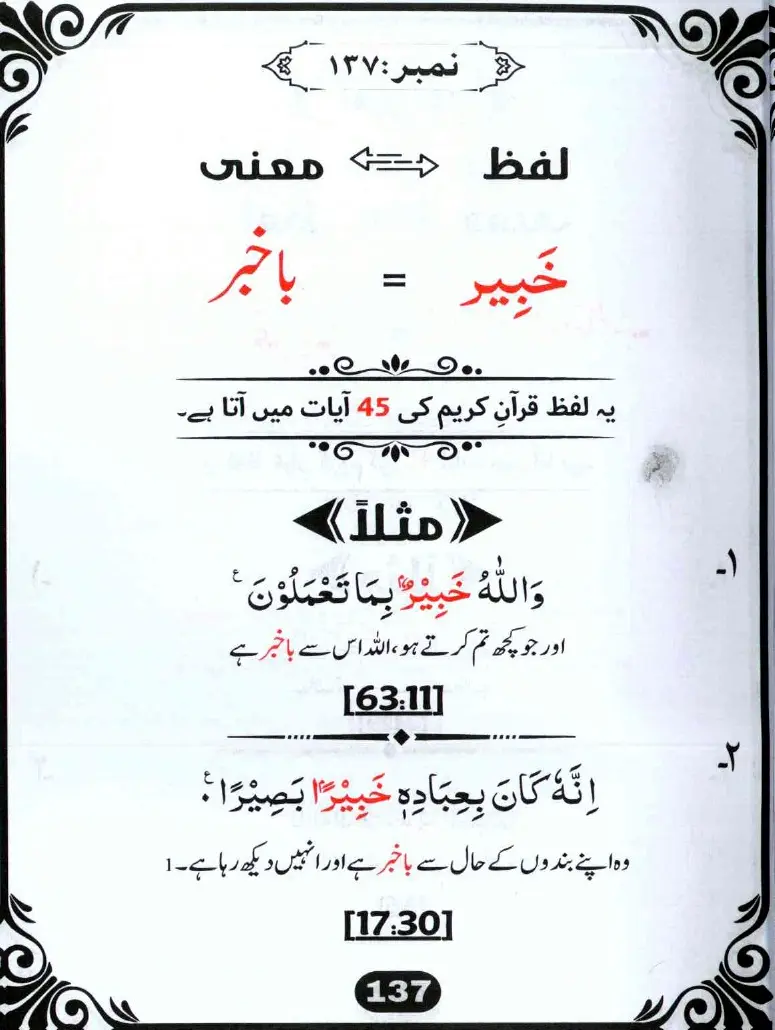 نمبر: ۱۳۷
لفظ معنی
خَبِیر = باخبر
یہ لفظ قرآنِ کریم کی 45 آیات میں آتا ہے۔
مثلاً
۱۔
وَاللّٰهُ خَبِيْرٌۢ بِمَا تَعْمَلُوْنَ ع
اور جو کچھ تم کرتے ہو، اللہ اس سے باخبر ہے
[63:11]
۲۔
اِنَّهٗ كَانَ بِعِبَادِهٖ خَبِيْرًۢا بَصِيْرًا ع
وہ اپنے بندوں کے حال سے باخبر ہے اور انہیں دیکھ رہا ہے۔ 1
[17:30]
137